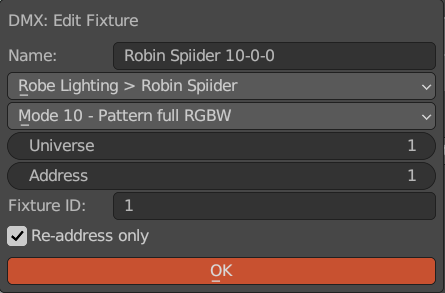 DMX: Edit Fixture
Name: Robin Spiider 10-0-0
Robe Lighting > Robin Spiider
Mode 10 - Pattern full RGBW
Universe 1
Address 1
Fixture ID: 1
Re-address only
OK